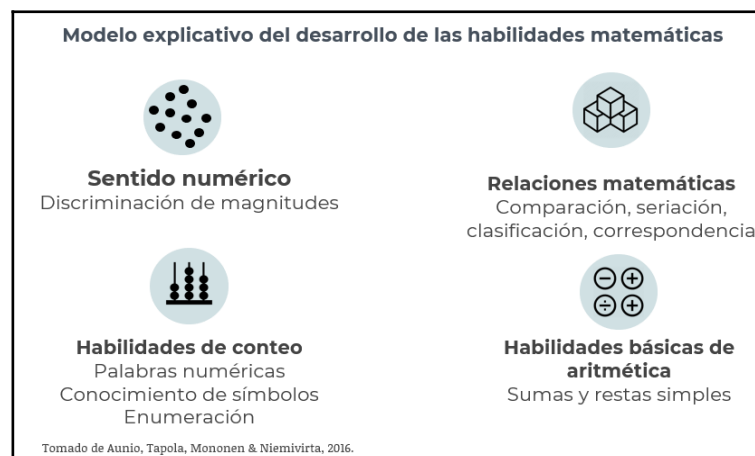 Modelo explicativo del desarrollo de las habilidades matemáticas
Sentido numérico
Discriminación de magnitudes
Relaciones matemáticas
Comparación, seriación,
clasificación, correspondencia
Habilidades de conteo
Palabras numéricas
Conocimiento de símbolos
Enumeración
Habilidades básicas de
aritmética
Sumas y restas simples
Tomado de Aunio, Tapola, Mononen & Niemivirta, 2016.